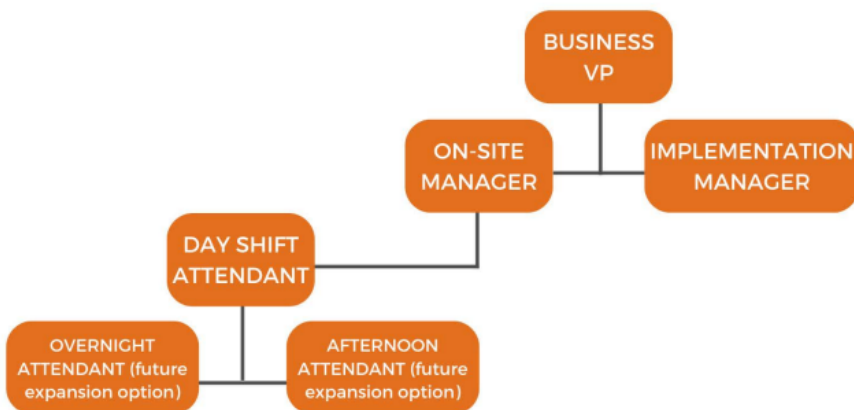 BUSINESS
VP
ON-SITE
MANAGER
IMPLEMENTATION
MANAGER
DAY SHIFT
ATTENDANT
OVERNIGHT
ATTENDANT (future
expansion option)
AFTERNOON
ATTENDANT (future
expansion option)